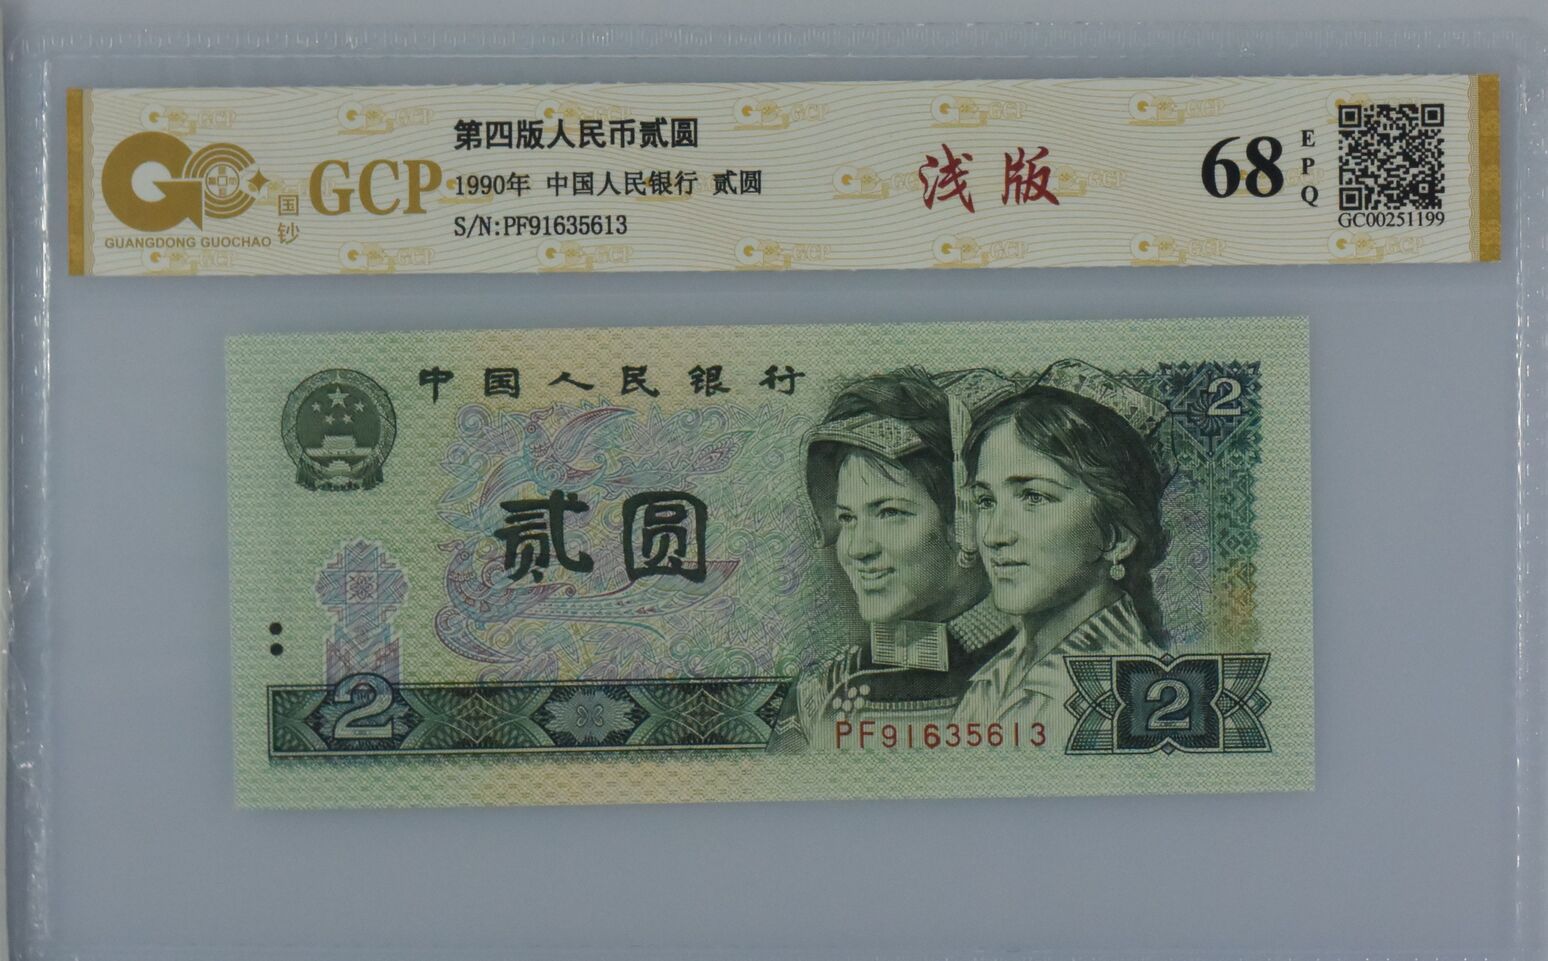 第四版人民币贰圆
1990年 中国人民银行 贰圆
S/N:PF91635613
GUANGDONG GUOCHAO
国钞
GCP
浅版
68
EPQ
GC00251199
中国人民银行
2
贰圆
2
PF91635613
2